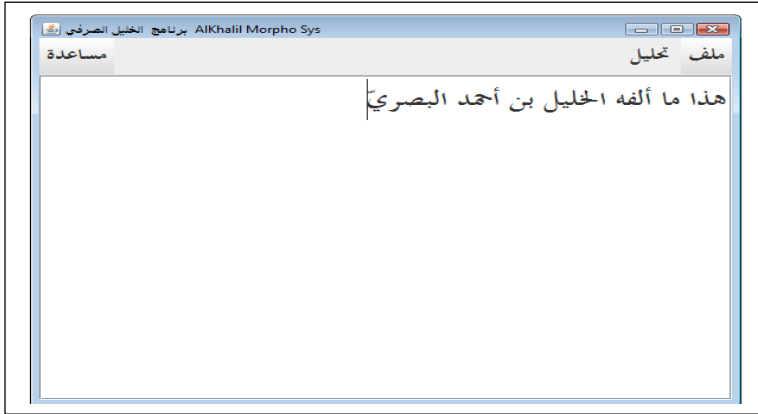 برنامج الخليل الصرفي AlKhalil Morpho Sys
ملف تحليل مساعدة
هذا ما ألفه الخليل بن أحمد البصريّ